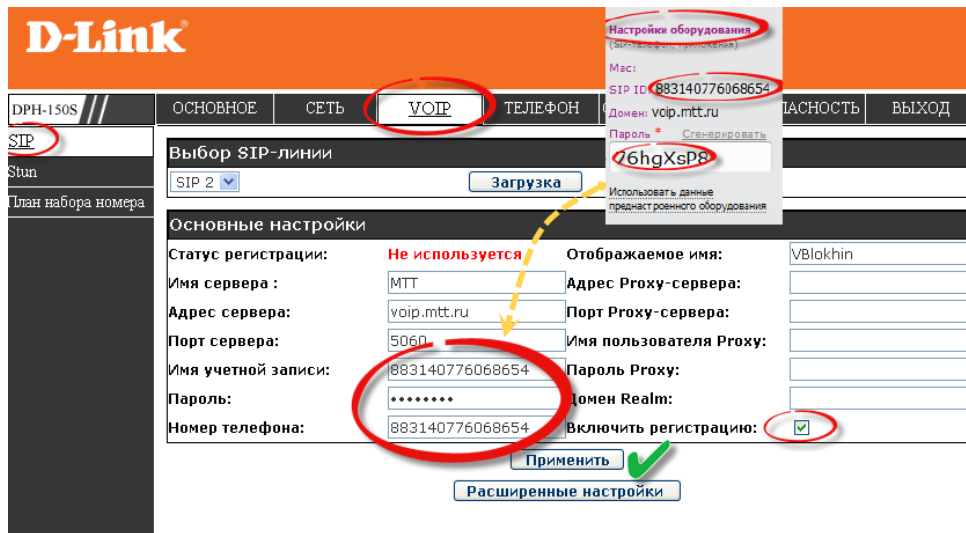 D-Link
Настройки оборудования
(SIP-телефон, приложения)
Mac:
SIP ID: 883140776068654
Домен: voip.mtt.ru
Пароль * Сгенерировать
76hgXsP8
Использовать данные
преднастроенного оборудования
DPH-150S
ОСНОВНОЕ СЕТЬ VOIP ТЕЛЕФОН ВЫХОД
SIP
Stun
План набора номера
Выбор SIP-линии
SIP 2 Загрузка
Основные настройки
Статус регистрации: Не используется Отображаемое имя: VBlokhin
Имя сервера : MTT Адрес Proxy-сервера:
Адрес сервера: voip.mtt.ru Порт Proxy-сервера:
Порт сервера: 5060 Имя пользователя Proxy:
Имя учетной записи: 883140776068654 Пароль Proxy:
Пароль: •••••••• Домен Realm:
Номер телефона: 883140776068654 Включить регистрацию:
Применить
Расширенные настройки